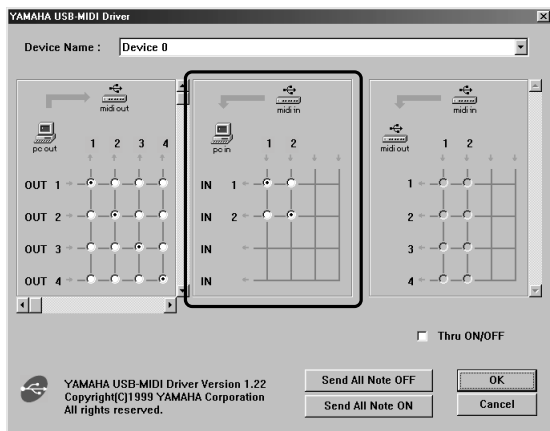 YAMAHA USB-MIDI Driver
Device Name : Device 0
midi out
pc out 1 2 3 4
OUT 1
OUT 2
OUT 3
OUT 4
midi in
pc in 1 2
IN 1
IN 2
IN
IN
midi in
midi out 1 2
1
2
3
4
Thru ON/OFF
YAMAHA USB-MIDI Driver Version 1.22
Copyright(C)1999 YAMAHA Corporation
All rights reserved.
Send All Note OFF
OK
Send All Note ON
Cancel